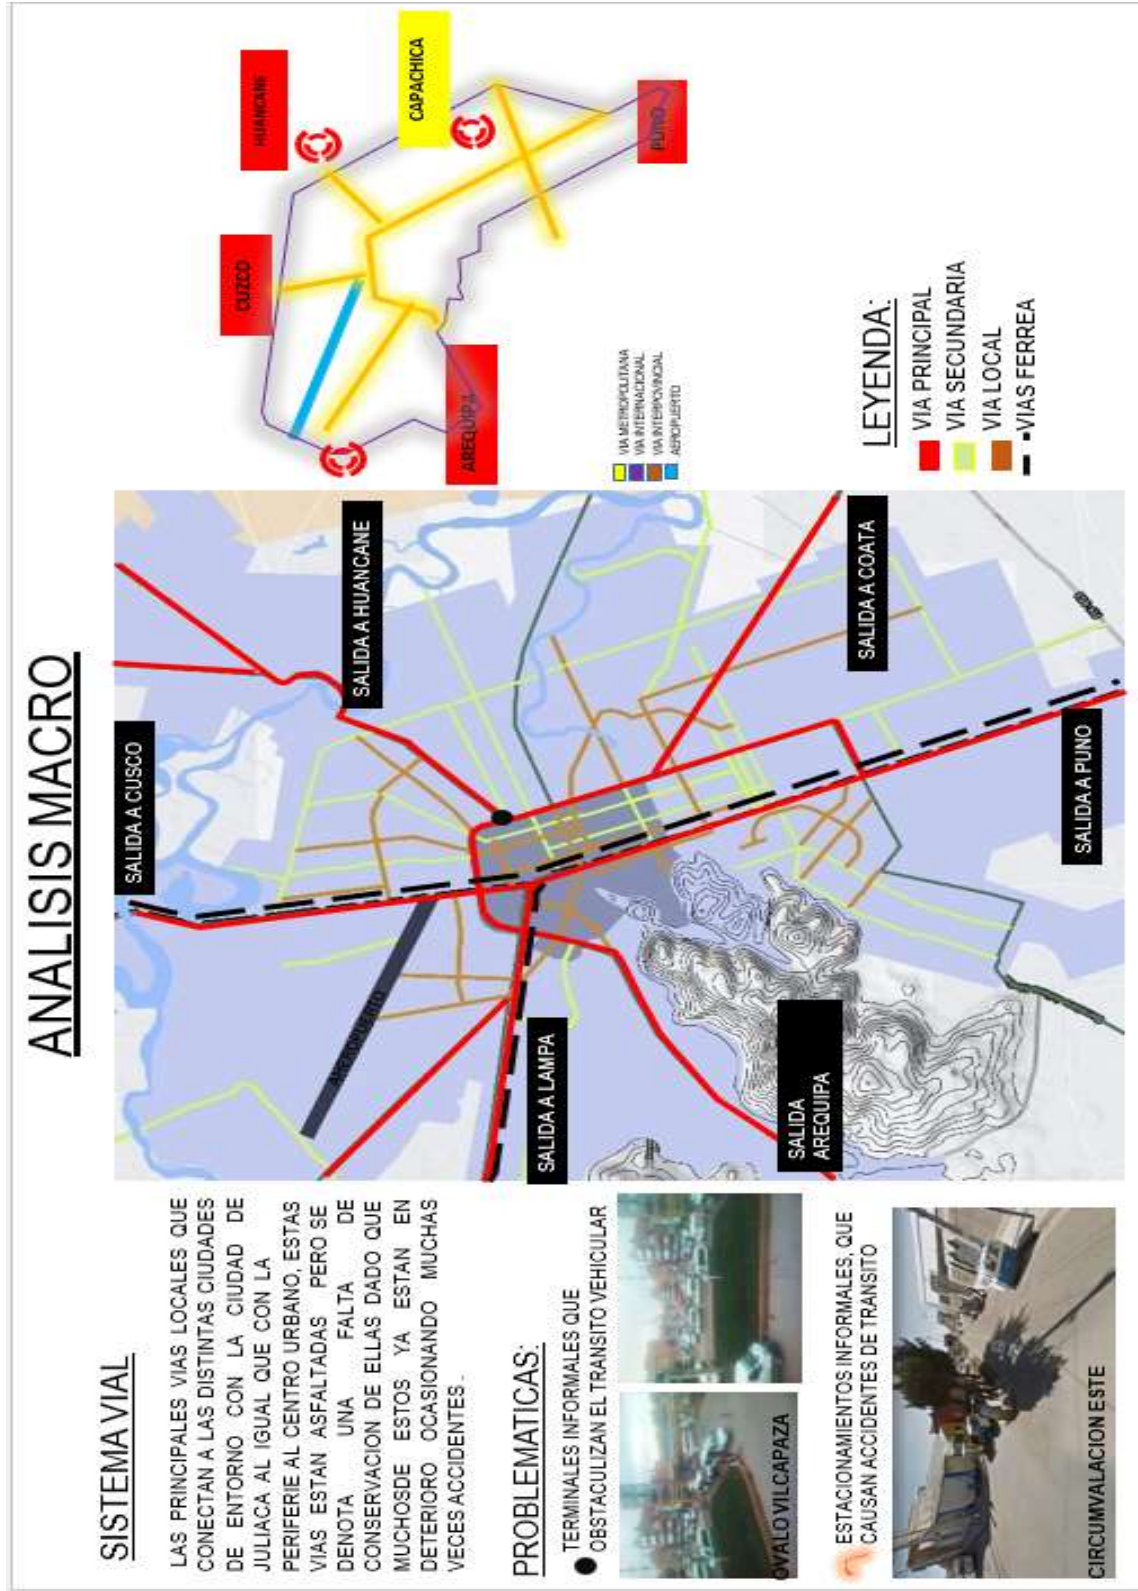 ANALISIS MACRO
SISTEMA VIAL
LAS PRINCIPALES VIAS LOCALES QUE
CONECTAN A LAS DISTINTAS CIUDADES
DE ENTORNO CON LA CIUDAD DE
JULIACA AL IGUAL QUE CON LA
PERIFERIE AL CENTRO URBANO, ESTAS
VIAS ESTAN ASFALTADAS PERO SE
DENOTA UNA FALTA DE
CONSERVACION DE ELLAS DADO QUE
MUCHOSDE ESTOS YA ESTAN EN
DETERIORO OCASIONANDO MUCHAS
VECES ACCIDENTES.
PROBLEMATICAS:
TERMINALES INFORMALES QUE
OBSTACULIZAN EL TRANSITO VEHICULAR
OVALO VILCAPAZA
ESTACIONAMIENTOS INFORMALES, QUE
CAUSAN ACCIDENTES DE TRANSITO
CIRCUMVALACION ESTE
SALIDA A CUSCO
SALIDA A HUANCANE
AEROPUERTO
SALIDA A LAMPA
SALIDA
AREQUIPA
SALIDA A COATA
SALIDA A PUNO
HUANCANE
CAPACHICA
CUZCO
PUNO
AREQUIPA
VIA METROPOLITANA
VIA INTERNACIONAL
VIA INTERPOVINCIAL
AEROPUERTO
LEYENDA:
VIA PRINCIPAL
VIA SECUNDARIA
VIA LOCAL
VIAS FERREA